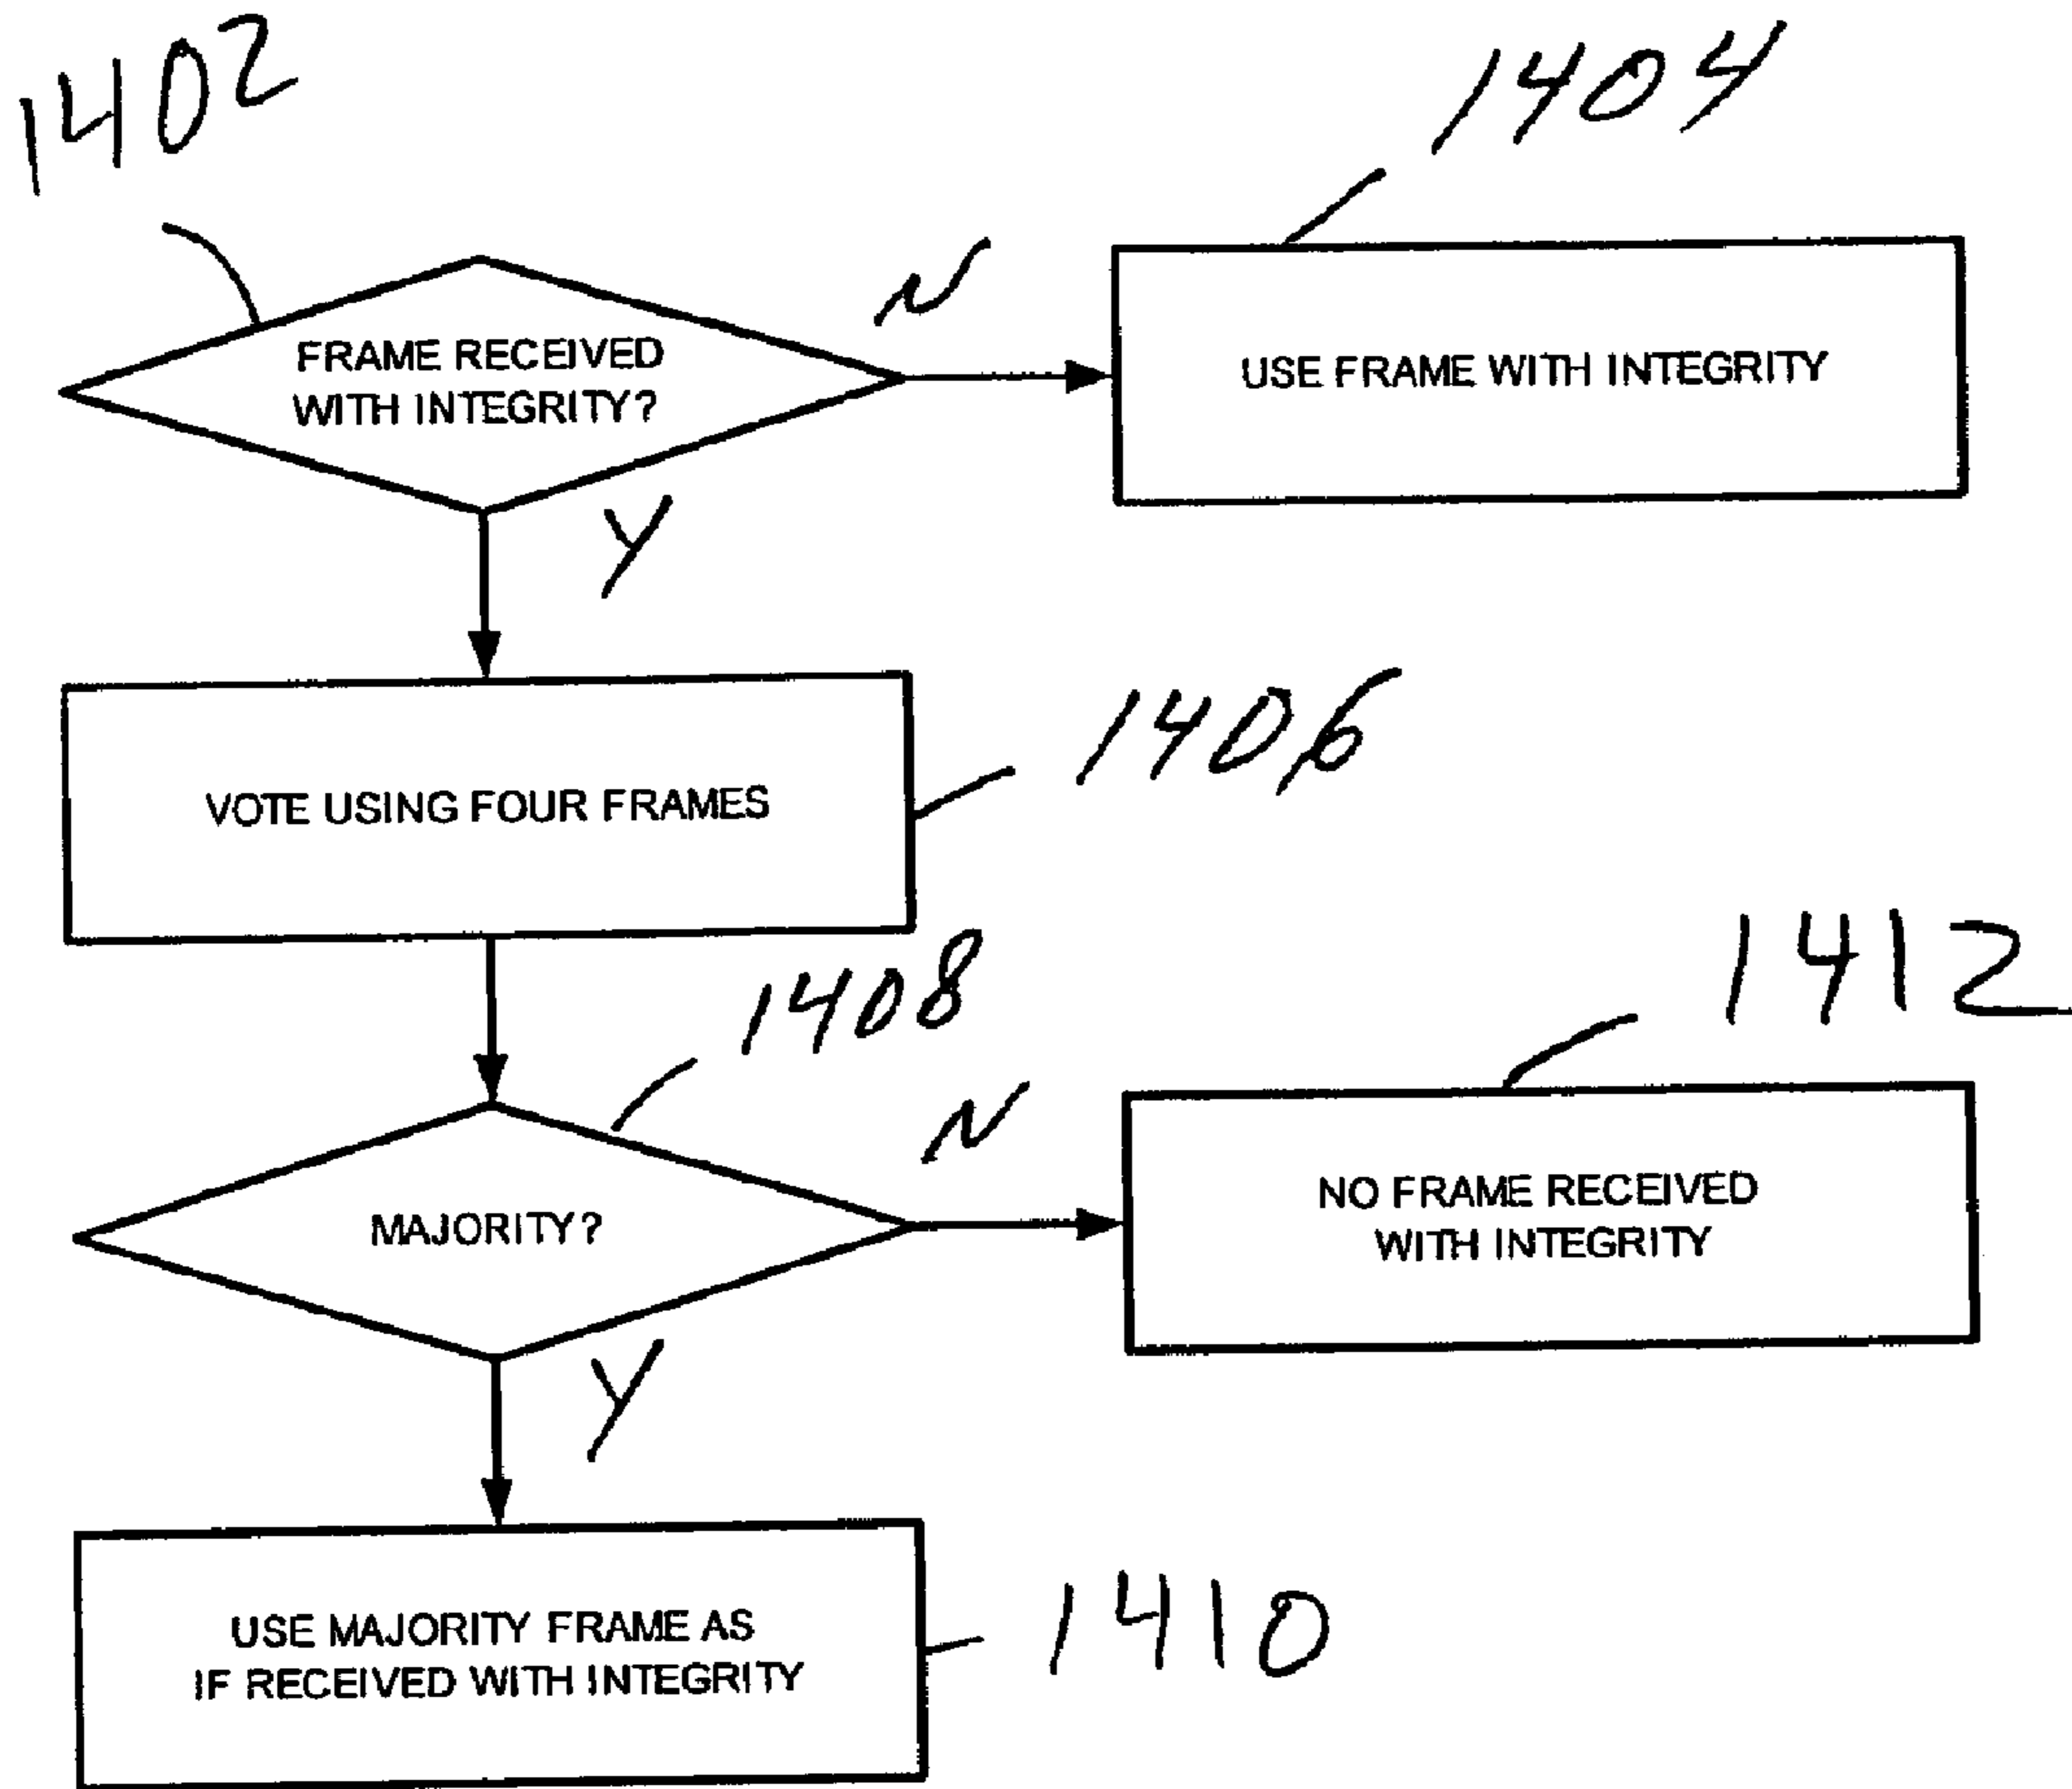 1402
1404
FRAME RECEIVED
WITH INTEGRITY?
N
USE FRAME WITH INTEGRITY
Y
VOTE USING FOUR FRAMES
1406
1408
1412
MAJORITY?
N
NO FRAME RECEIVED
WITH INTEGRITY
Y
USE MAJORITY FRAME AS
IF RECEIVED WITH INTEGRITY
1410